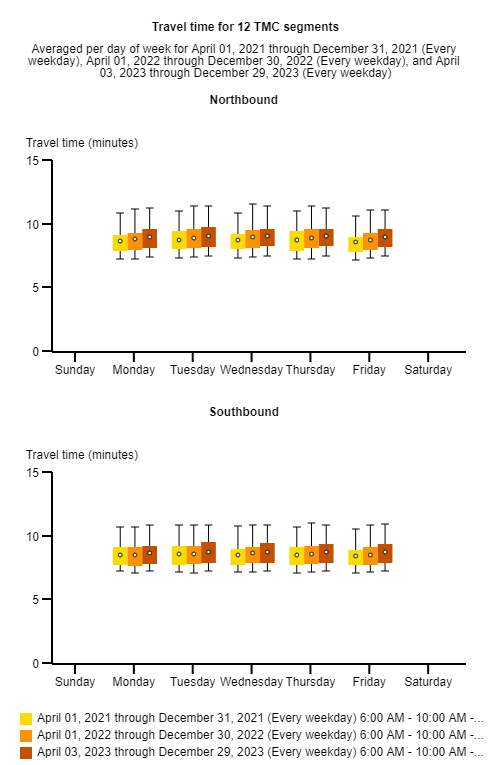 Travel time for 12 TMC segments
Averaged per day of week for April 01, 2021 through December 31, 2021 (Every
weekday), April 01, 2022 through December 30, 2022 (Every weekday), and April
03, 2023 through December 29, 2023 (Every weekday)
Northbound
Travel time (minutes)
15
10
5
0
Sunday Monday Tuesday Wednesday Thursday Friday Saturday
Southbound
Travel time (minutes)
15
10
5
0
Sunday Monday Tuesday Wednesday Thursday Friday Saturday
April 01, 2021 through December 31, 2021 (Every weekday) 6:00 AM - 10:00 AM -...
April 01, 2022 through December 30, 2022 (Every weekday) 6:00 AM - 10:00 AM -...
April 03, 2023 through December 29, 2023 (Every weekday) 6:00 AM - 10:00 AM -...